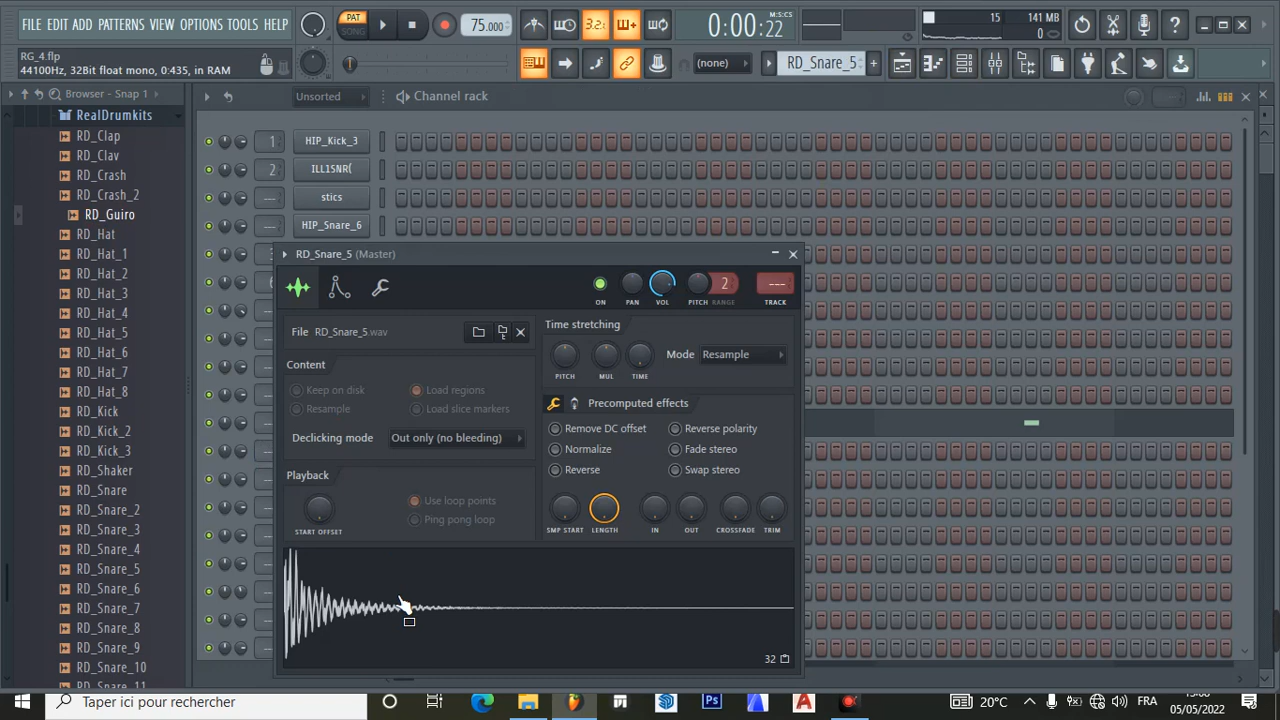 FILE EDIT ADD PATTERNS VIEW OPTIONS TOOLS HELP
PAT
SONG
75.000
3.2.
0:00:22
M:S:CS
15
141 MB
0
RG_4.flp
44100Hz, 32Bit float mono, 0:435, in RAM
(none)
RD_Snare_5
Browser - Snap 1
Unsorted
Channel rack
RealDrumkits
RD_Clap
RD_Clav
RD_Crash
RD_Crash_2
RD_Guiro
RD_Hat
RD_Hat_1
RD_Hat_2
RD_Hat_3
RD_Hat_4
RD_Hat_5
RD_Hat_6
RD_Hat_7
RD_Hat_8
RD_Kick
RD_Kick_2
RD_Kick_3
RD_Shaker
RD_Snare
RD_Snare_2
RD_Snare_3
RD_Snare_4
RD_Snare_5
RD_Snare_6
RD_Snare_7
RD_Snare_8
RD_Snare_9
RD_Snare_10
RD_Snare_11
1 HIP_Kick_3
2 ILL1SNR(
--- stics
--- HIP_Snare_6
RD_Snare_5 (Master)
ON PAN VOL PITCH 2 RANGE --- TRACK
File RD_Snare_5.wav
Content
Keep on disk Load regions
Resample Load slice markers
Declicking mode Out only (no bleeding)
Playback
START OFFSET
Use loop points
Ping pong loop
Time stretching
PITCH MUL TIME
Mode Resample
Precomputed effects
Remove DC offset Reverse polarity
Normalize Fade stereo
Reverse Swap stereo
SMP START LENGTH IN OUT CROSSFADE TRIM
32
Taper ici pour rechercher
Ps
20°C
FRA
05/05/2022